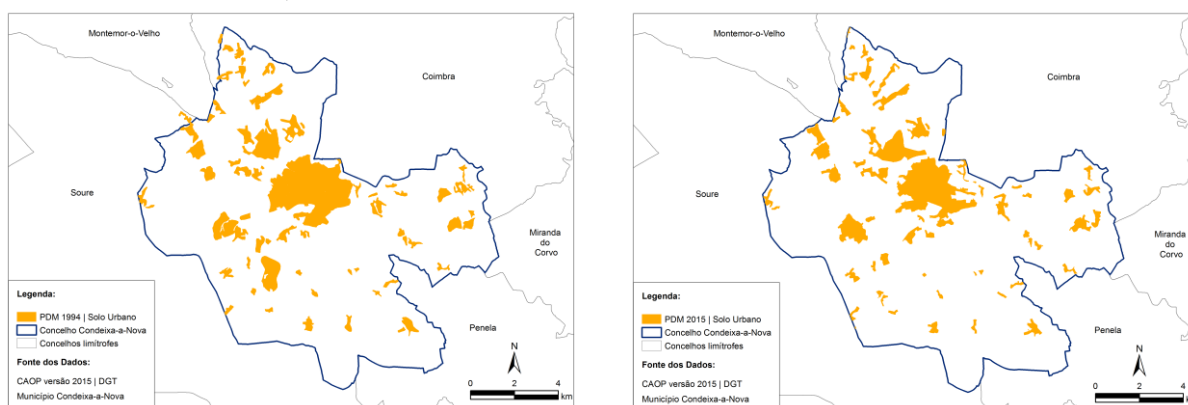 Montemor-o-Velho
Coimbra
Soure
Miranda
do
Corvo
Penela
Legenda:
PDM 1994 | Solo Urbano
Concelho Condeixa-a-Nova
Concelhos limítrofes
Fonte dos Dados:
CAOP versão 2015 | DGT
Município Condeixa-a-Nova
N
0 2 4
km
Montemor-o-Velho
Coimbra
Soure
Miranda
do
Corvo
Penela
Legenda:
PDM 2015 | Solo Urbano
Concelho Condeixa-a-Nova
Concelhos limítrofes
Fonte dos Dados:
CAOP versão 2015 | DGT
Município Condeixa-a-Nova
N
0 2 4